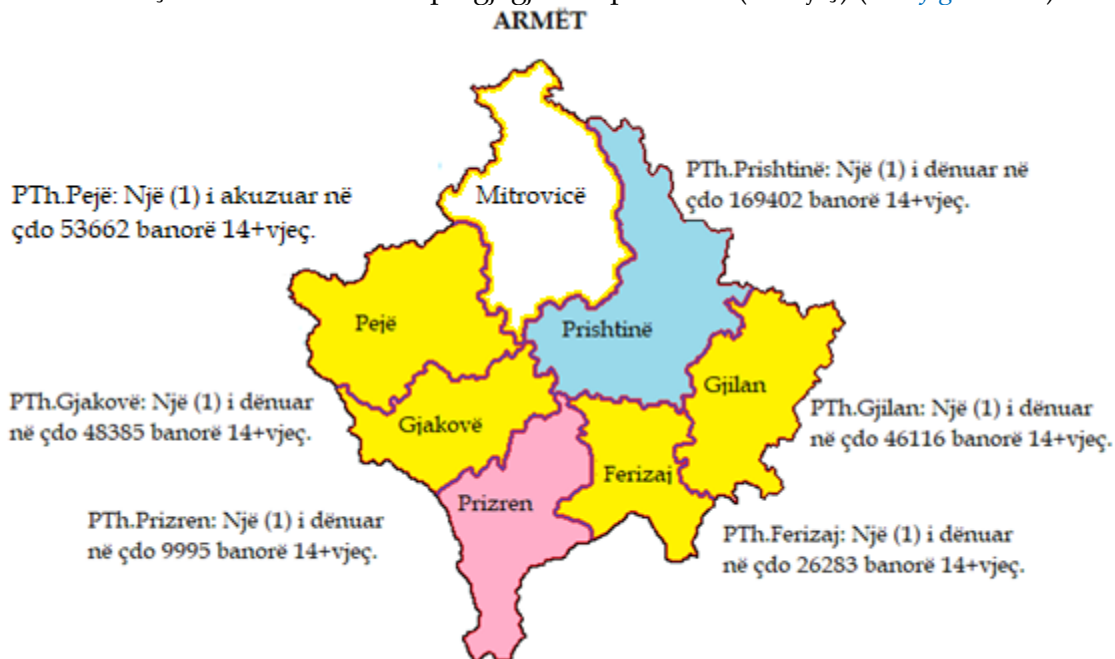 ARMËT
Mitrovicë
PTh.Prishtinë: Një (1) i dënuar në
çdo 169402 banorë 14+vjeç.
PTh.Pejë: Një (1) i akuzuar në
çdo 53662 banorë 14+vjeç.
Pejë
Prishtinë
Gjilan
PTh.Gjakovë: Një (1) i dënuar
në çdo 48385 banorë 14+vjeç.
Gjakovë
PTh.Gjilan: Një (1) i dënuar
në çdo 46116 banorë 14+vjeç.
Ferizaj
Prizren
PTh.Prizren: Një (1) i dënuar
në çdo 9995 banorë 14+vjeç.
PTh.Ferizaj: Një (1) i dënuar
në çdo 26283 banorë 14+vjeç.